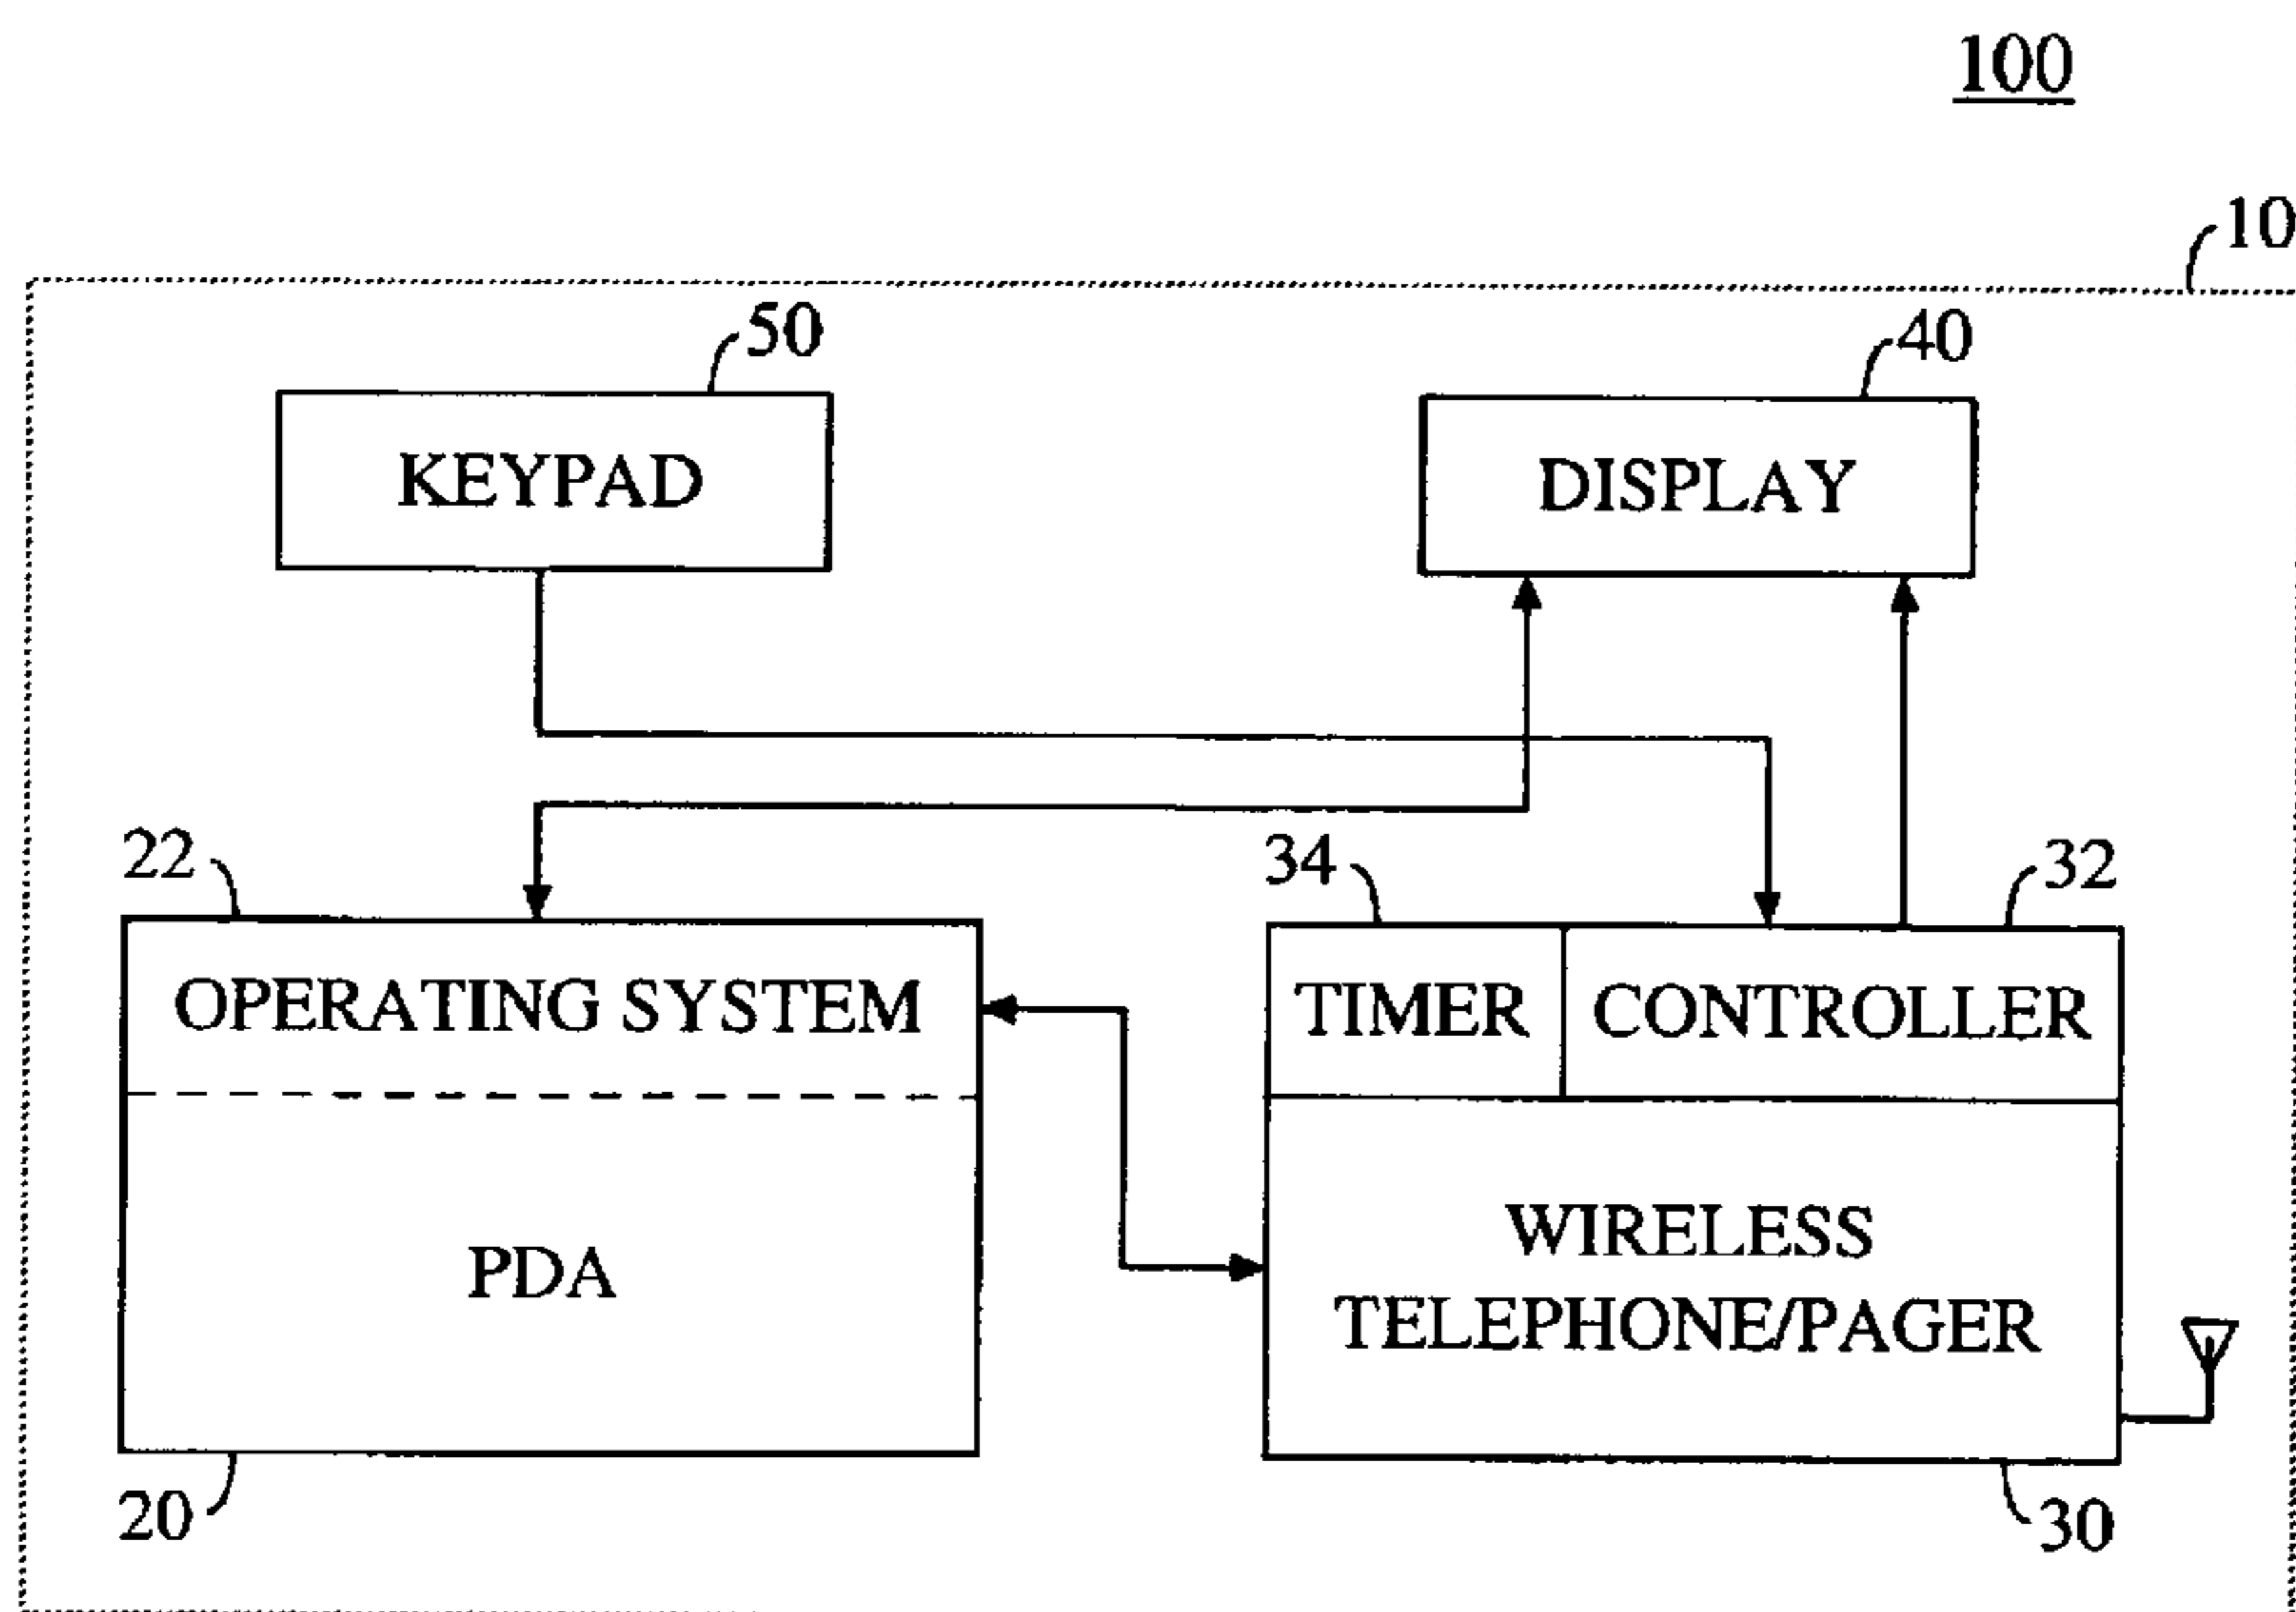 100
10
50
40
KEYPAD
DISPLAY
22
34
32
OPERATING SYSTEM
TIMER
CONTROLLER
PDA
WIRELESS
TELEPHONE/PAGER
20
30